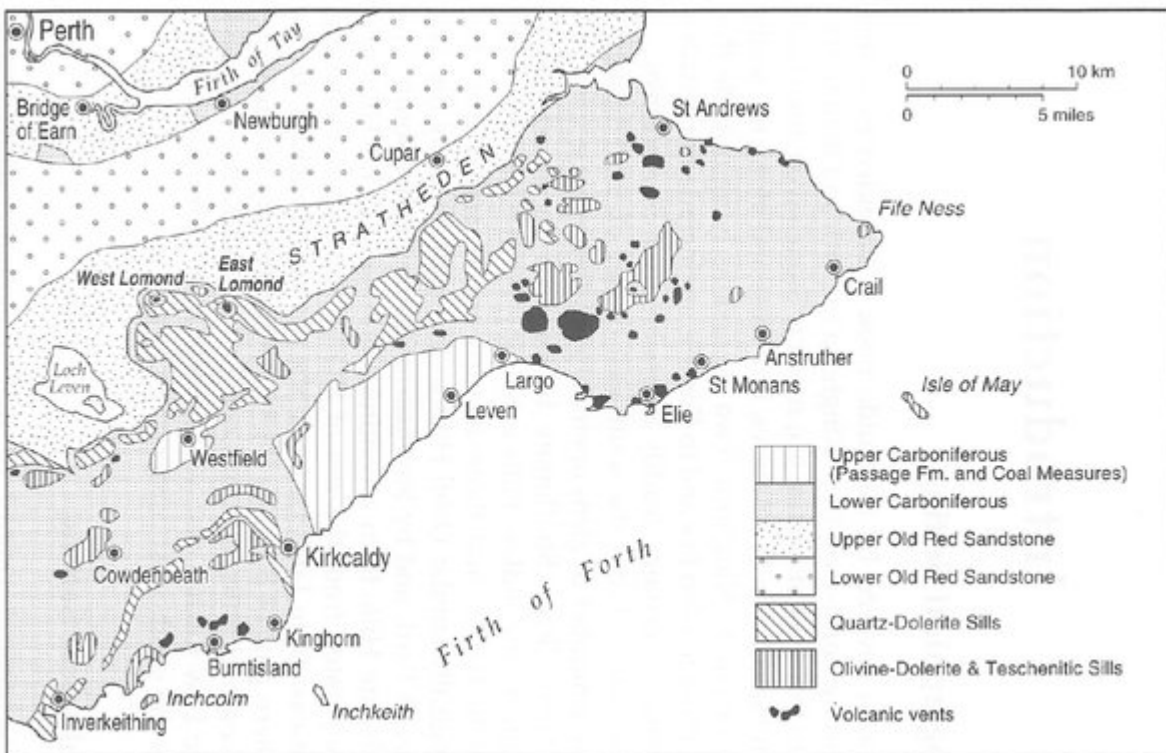 Perth
Firth of Tay
Bridge
of Earn
Newburgh
Cupar
St Andrews
0 10 km
0 5 miles
STRATHEDEN
Fife Ness
West Lomond
East
Lomond
Crail
Loch
Leven
Largo
Anstruther
Leven
St Monans
Elie
Isle of May
Westfield
Kirkcaldy
Cowdenbeath
Firth of Forth
Kinghorn
Burntisland
Inchcolm
Inchkeith
Inverkeithing
Upper Carboniferous
(Passage Fm. and Coal Measures)
Lower Carboniferous
Upper Old Red Sandstone
Lower Old Red Sandstone
Quartz-Dolerite Sills
Olivine-Dolerite & Teschenitic Sills
Volcanic vents